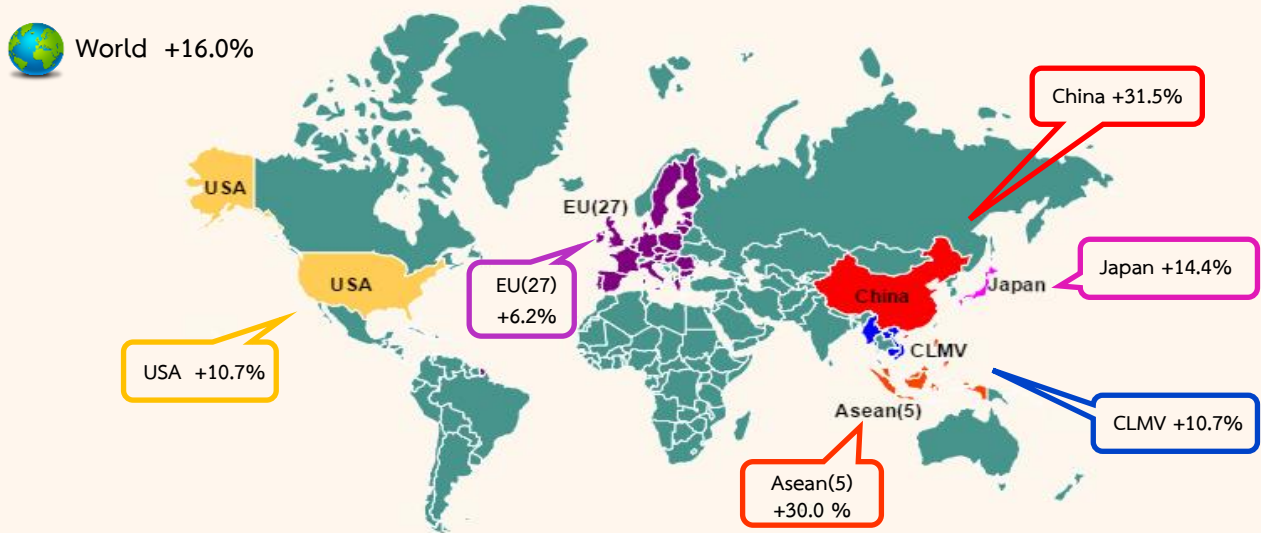 World +16.0%
China +31.5%
USA
EU(27)
EU(27)
+6.2%
USA
China
Japan
Japan +14.4%
USA +10.7%
CLMV
Asean(5)
CLMV +10.7%
Asean(5)
+30.0 %